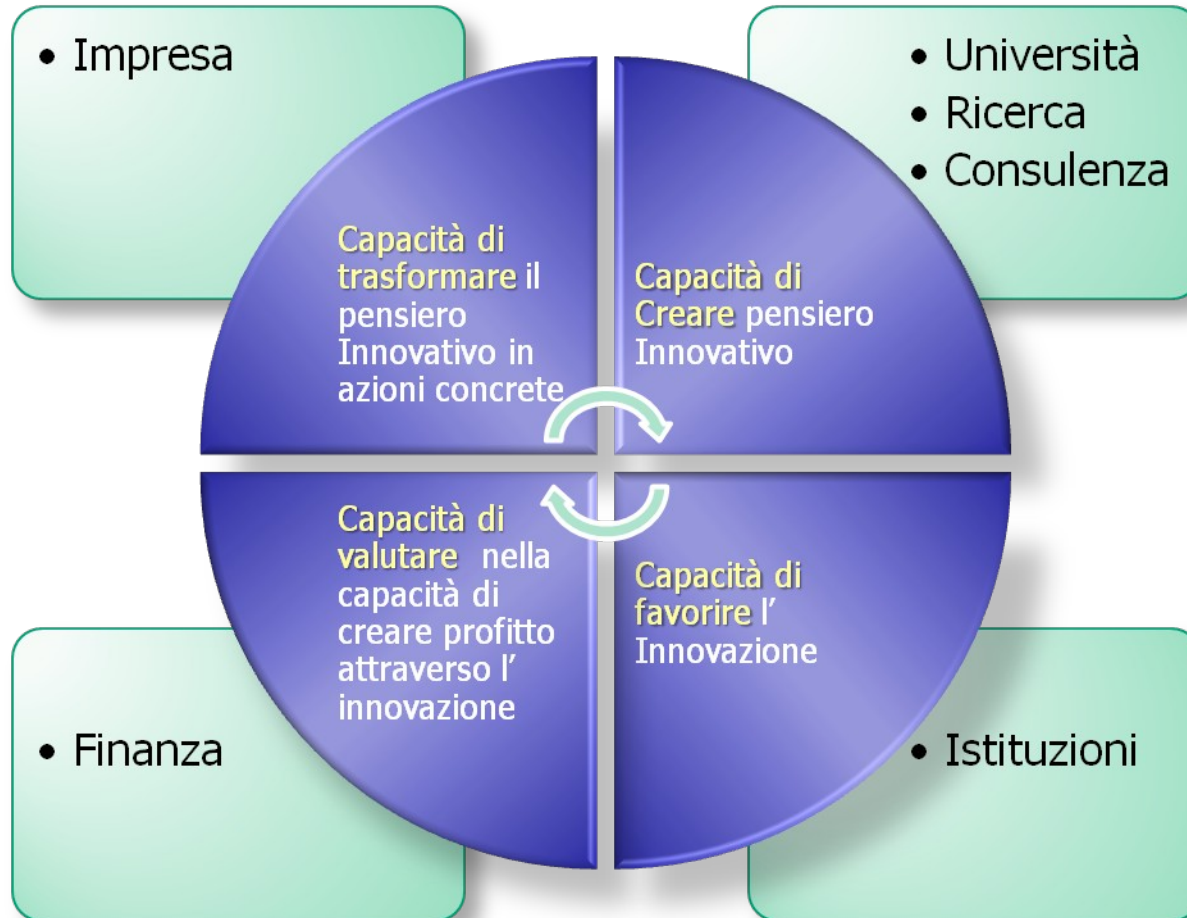 • Impresa
• Università
• Ricerca
• Consulenza
Capacità di
trasformare il
pensiero
Innovativo in
azioni concrete
Capacità di
Creare pensiero
Innovativo
Capacità di
valutare nella
capacità di
creare profitto
attraverso l'
innovazione
Capacità di
favorire l'
Innovazione
• Finanza
• Istituzioni